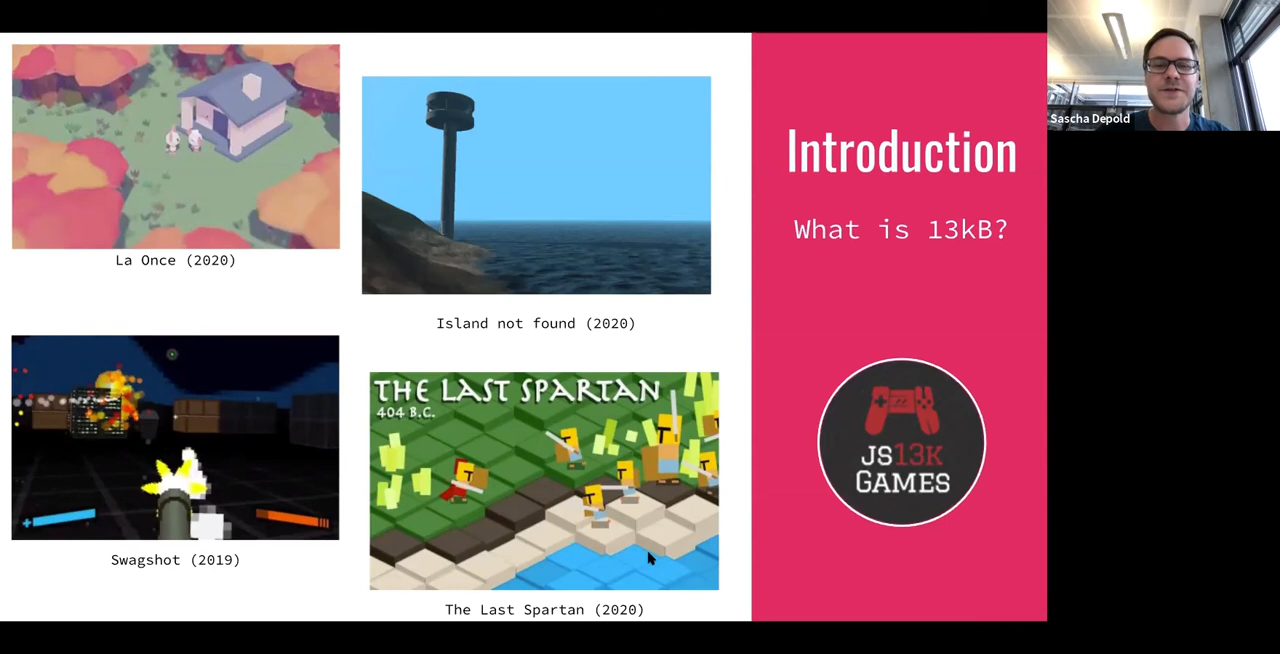 La Once (2020)
Island not found (2020)
THE LAST SPARTAN
404 B.C.
Swagshot (2019)
The Last Spartan (2020)
Introduction
What is 13kB?
JS13K
GAMES
Sascha Depold